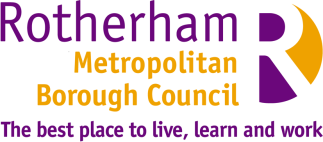 Rotherham
Metropolitan
Borough Council
The best place to live, learn and work